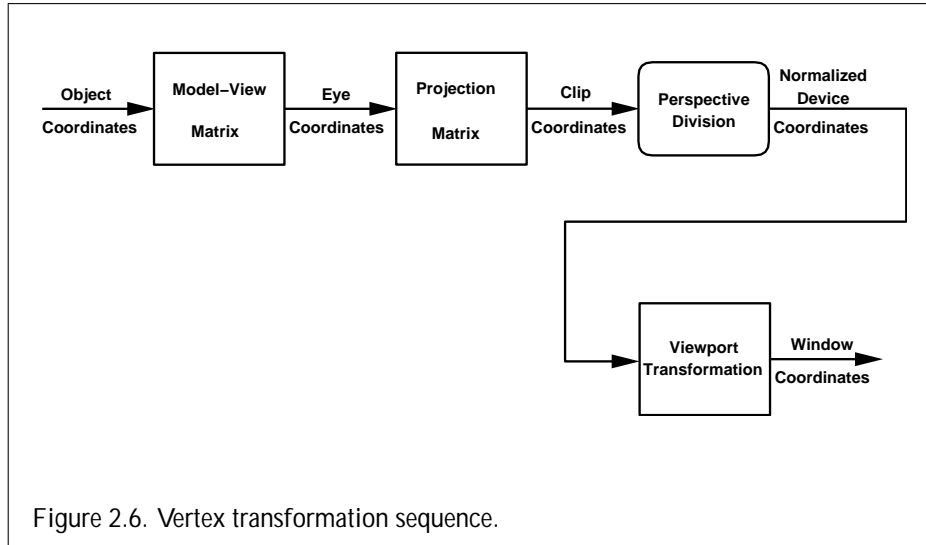 Object
Coordinates
Model–View
Matrix
Eye
Coordinates
Projection
Matrix
Clip
Coordinates
Perspective
Division
Normalized
Device
Coordinates
Viewport
Transformation
Window
Coordinates
Figure 2.6. Vertex transformation sequence.